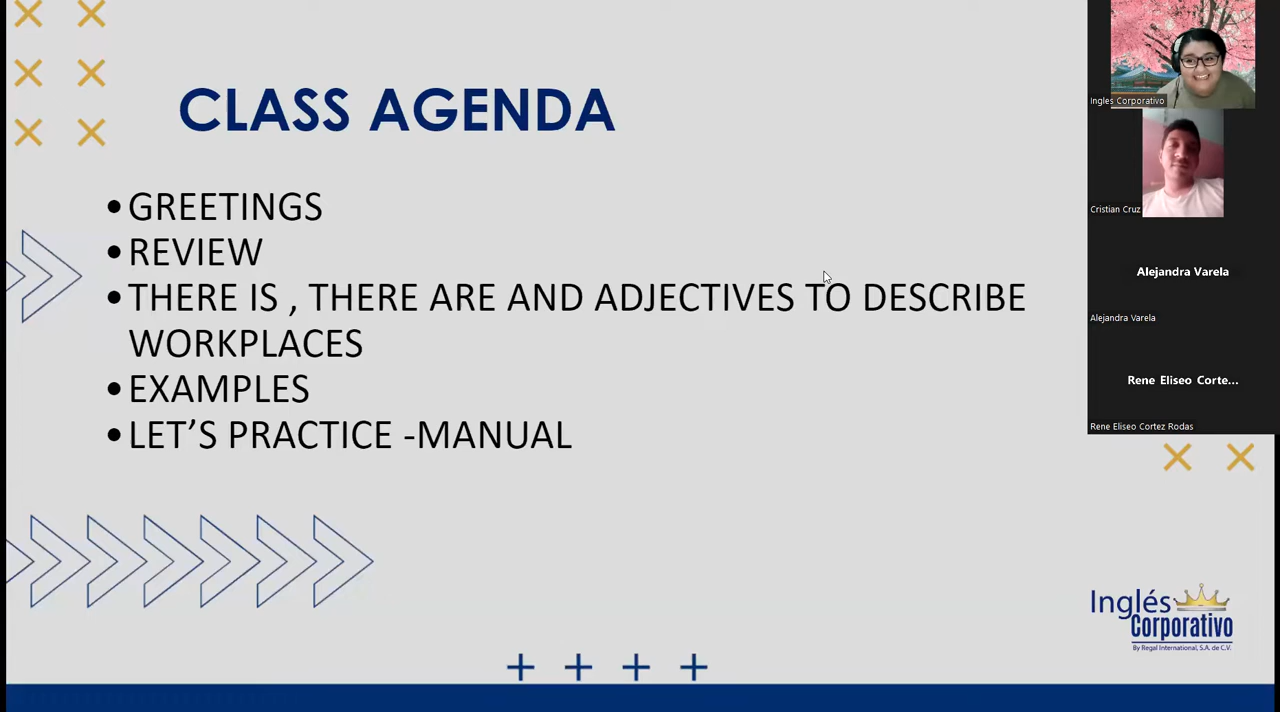 CLASS AGENDA
•GREETINGS
•REVIEW
•THERE IS , THERE ARE AND ADJECTIVES TO DESCRIBE
WORKPLACES
•EXAMPLES
•LET’S PRACTICE -MANUAL
Ingles Corporativo
Cristian Cruz
Alejandra Varela
Alejandra Varela
Rene Eliseo Corte...
Rene Eliseo Cortez Rodas
Inglés
Corporativo
By Regal International, S.A. de C.V.